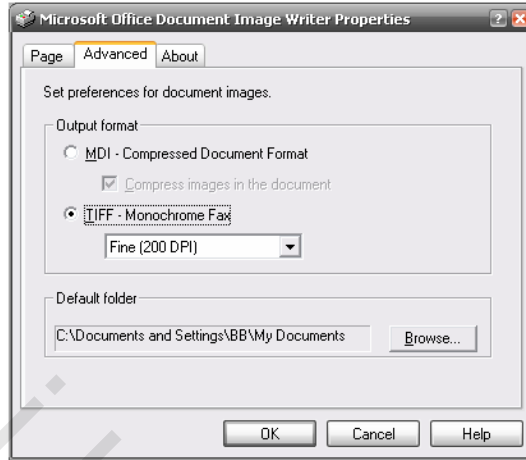 Microsoft Office Document Image Writer Properties
Page Advanced About
Set preferences for document images.
Output format
MDI - Compressed Document Format
Compress images in the document
TIFF - Monochrome Fax
Fine (200 DPI)
Default folder
C:\Documents and Settings\BB\My Documents Browse...
OK Cancel Help